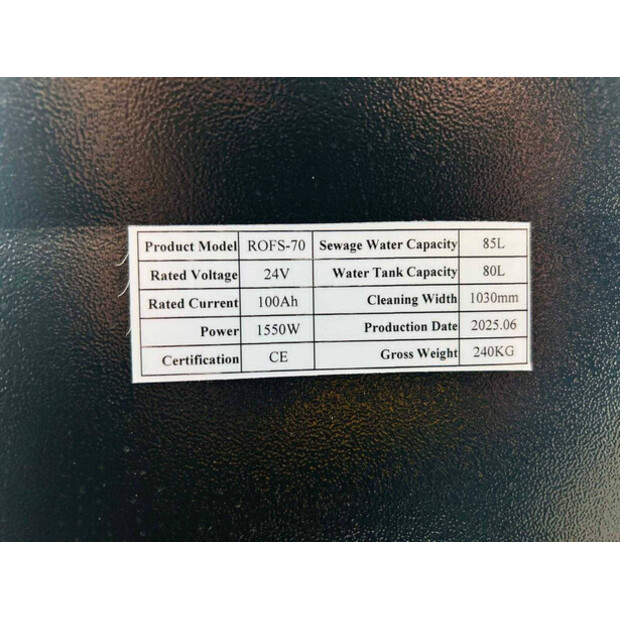 Product Model ROFS-70 Sewage Water Capacity 85L
Rated Voltage 24V Water Tank Capacity 80L
Rated Current 100Ah Cleaning Width 1030mm
Power 1550W Production Date 2025.06
Certification CE Gross Weight 240KG